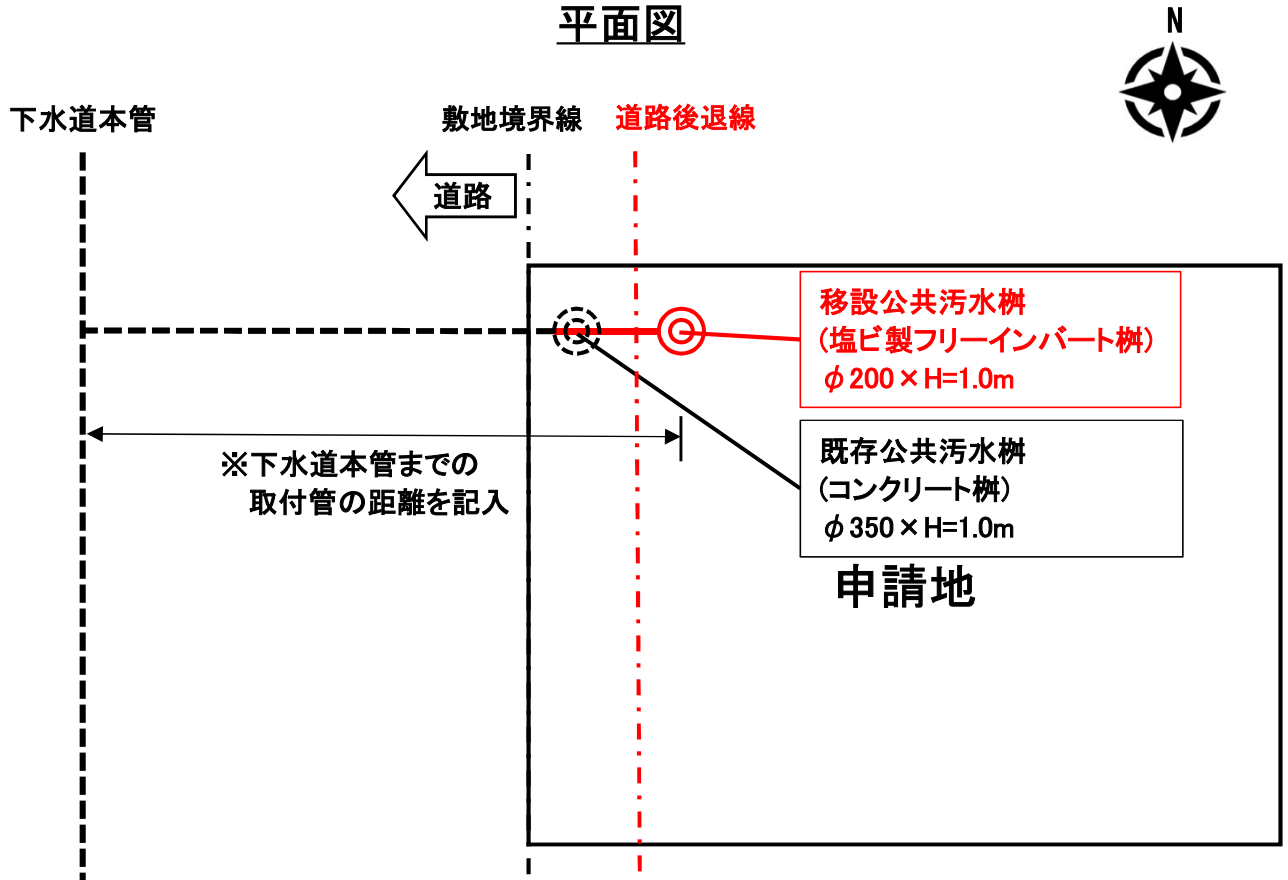 平面図
N
下水道本管
敷地境界線
道路後退線
道路
移設公共汚水桝
(塩ビ製フリーインバート桝)
φ200×H=1.0m
既存公共汚水桝
(コンクリート桝)
φ350×H=1.0m
※下水道本管までの
取付管の距離を記入
申請地